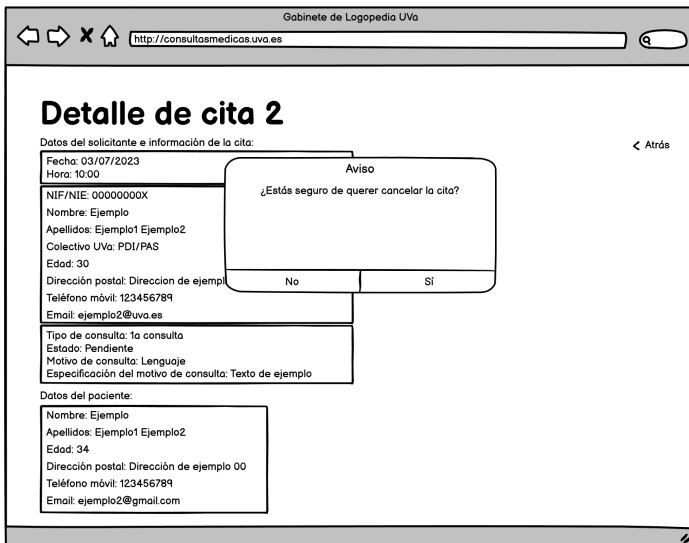 Gabinete de Logopedia UVa
http://consultasmedicas.uva.es
Detalle de cita 2
Datos del solicitante e información de la cita:
Atrás
Fecha: 03/07/2023
Hora: 10:00
Aviso
¿Estás seguro de querer cancelar la cita?
No
Sí
NIF/NIE: 00000000X
Nombre: Ejemplo
Apellidos: Ejemplo1 Ejemplo2
Colectivo UVa: PDI/PAS
Edad: 30
Dirección postal: Direccion de ejempl
Teléfono móvil: 123456789
Email: ejemplo2@uva.es
Tipo de consulta: 1a consulta
Estado: Pendiente
Motivo de consulta: Lenguaje
Especificación del motivo de consulta: Texto de ejemplo
Datos del paciente:
Nombre: Ejemplo
Apellidos: Ejemplo1 Ejemplo2
Edad: 34
Dirección postal: Dirección de ejemplo 00
Teléfono móvil: 123456789
Email: ejemplo2@gmail.com